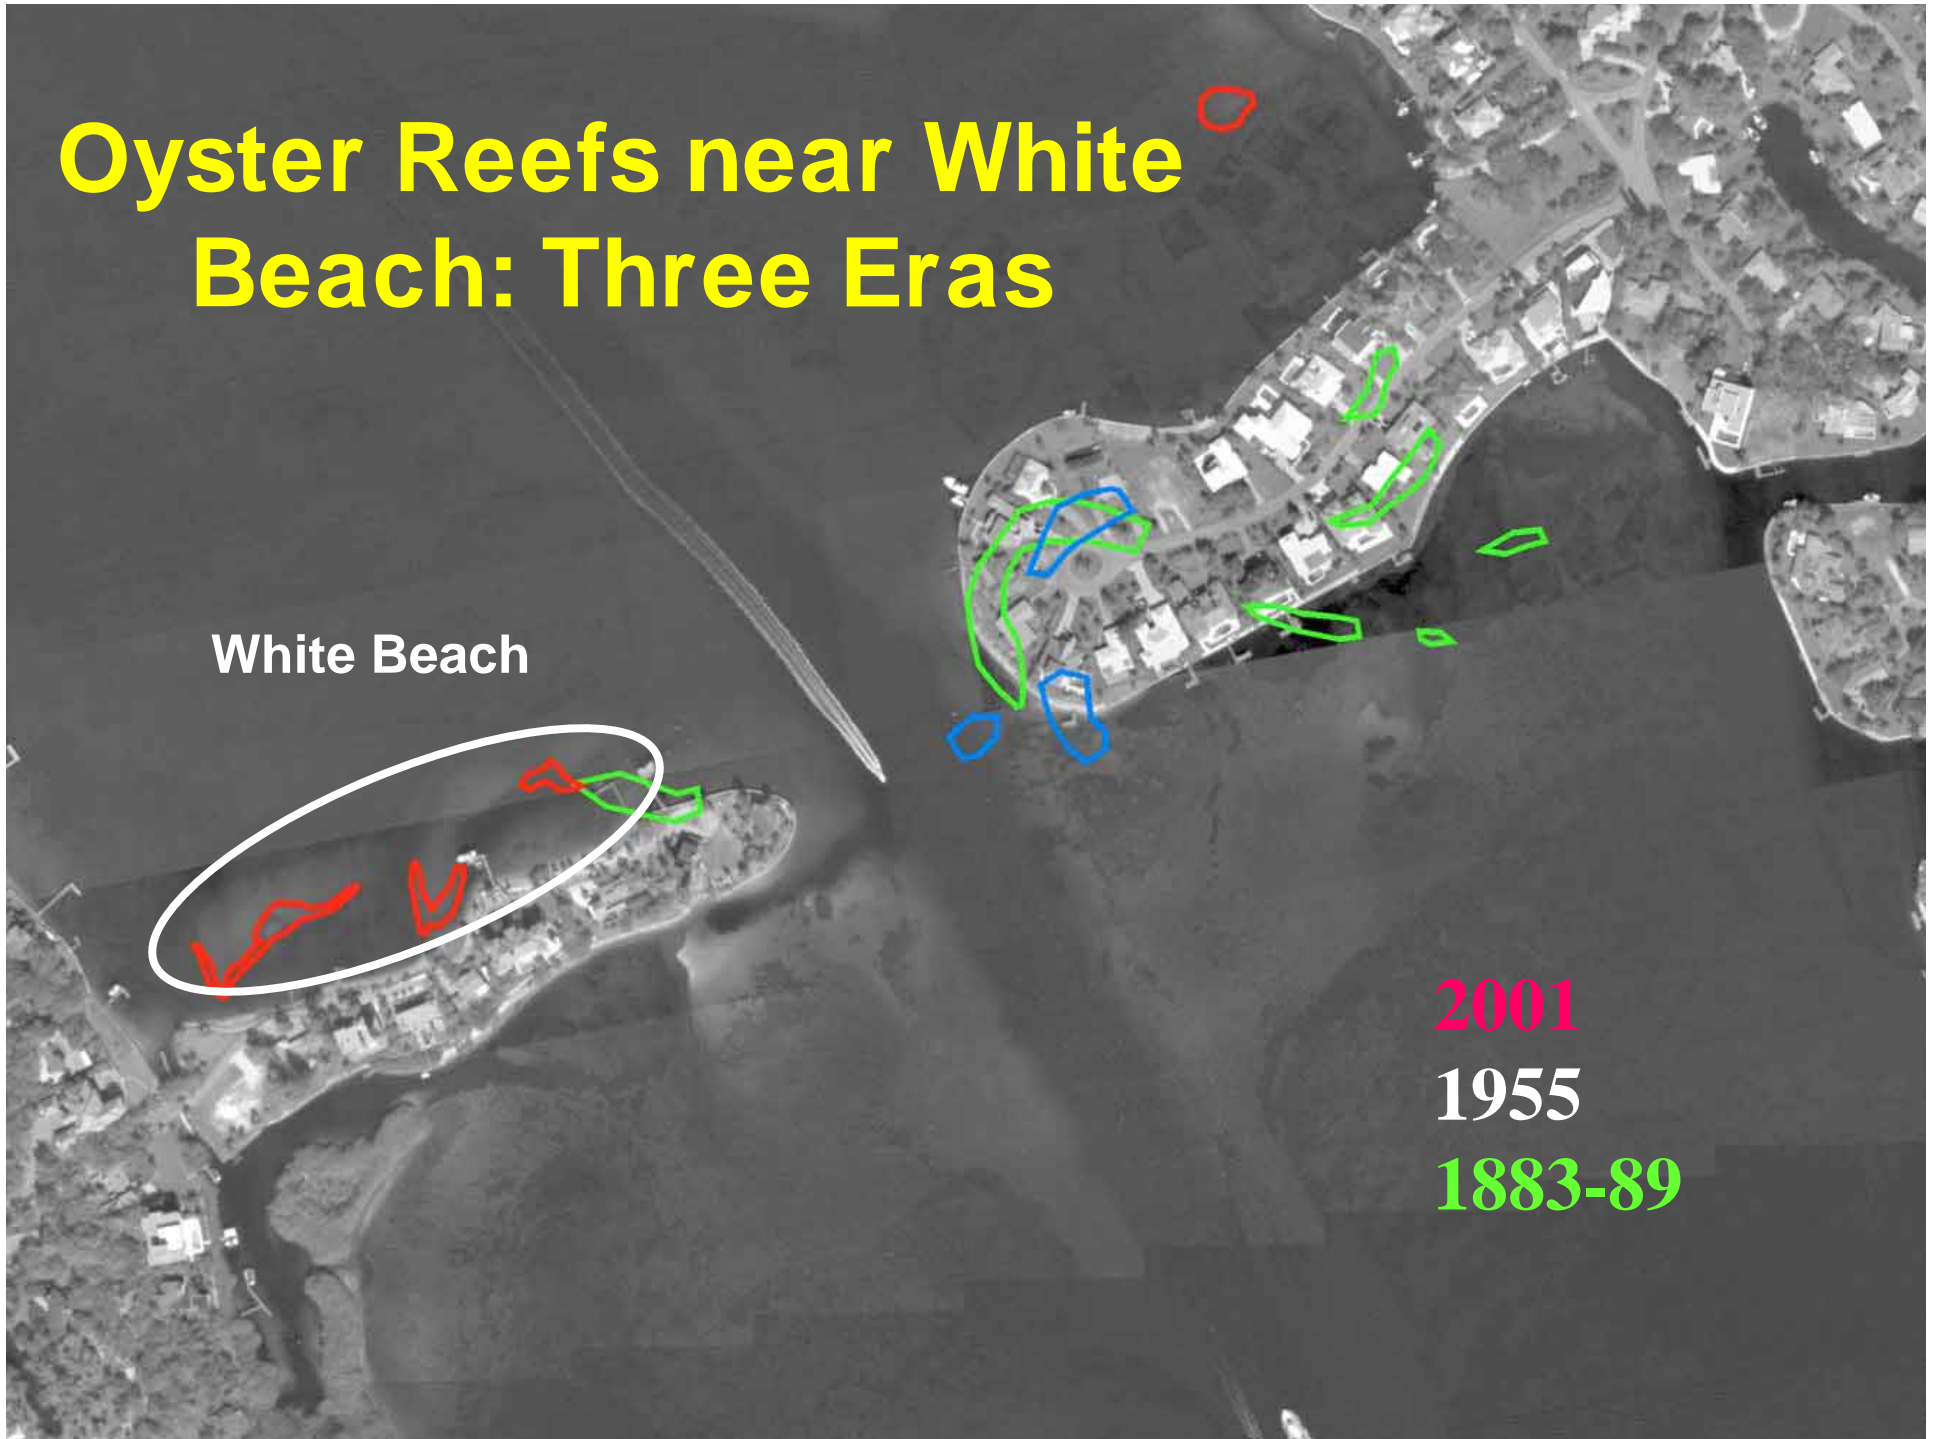 Oyster Reefs near White
Beach: Three Eras
White Beach
2001
1955
1883-89